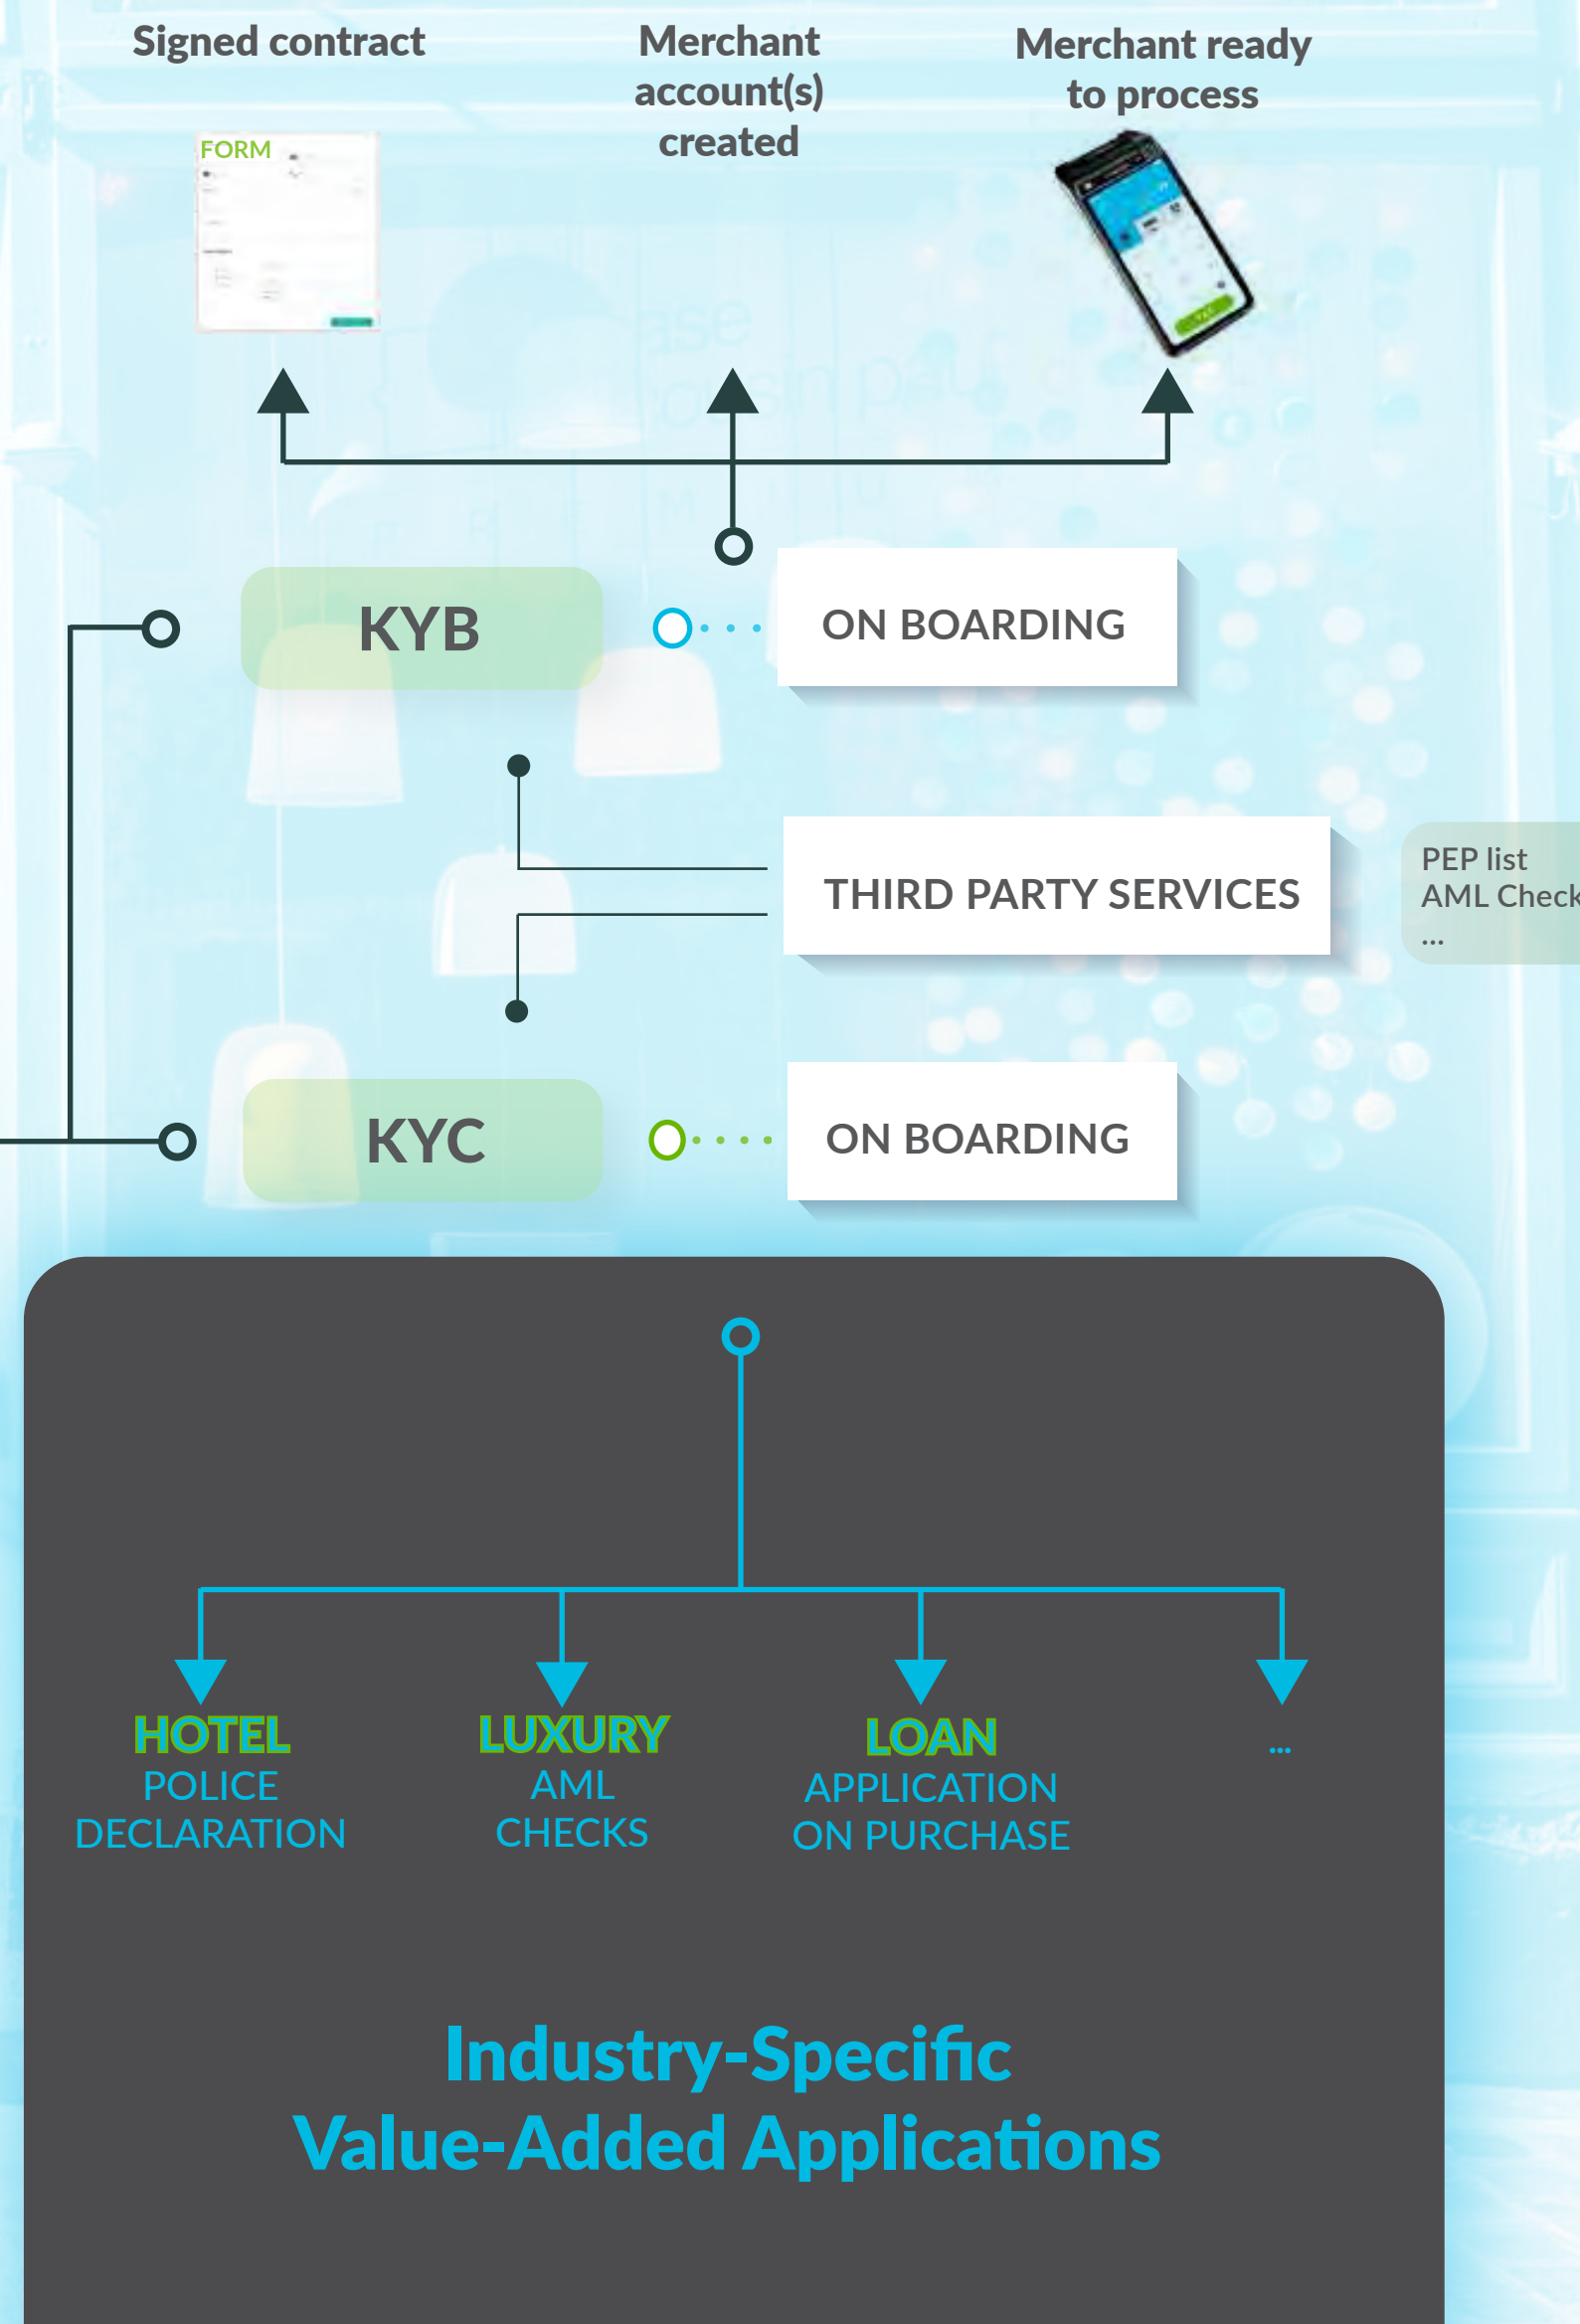 Signed contract
Merchant
account(s)
created
Merchant ready
to process
FORM
KYB
ON BOARDING
THIRD PARTY SERVICES
PEP list
AML Check
...
KYC
ON BOARDING
HOTEL
POLICE
DECLARATION
LUXURY
AML
CHECKS
LOAN
APPLICATION
ON PURCHASE
...
Industry-Specific
Value-Added Applications